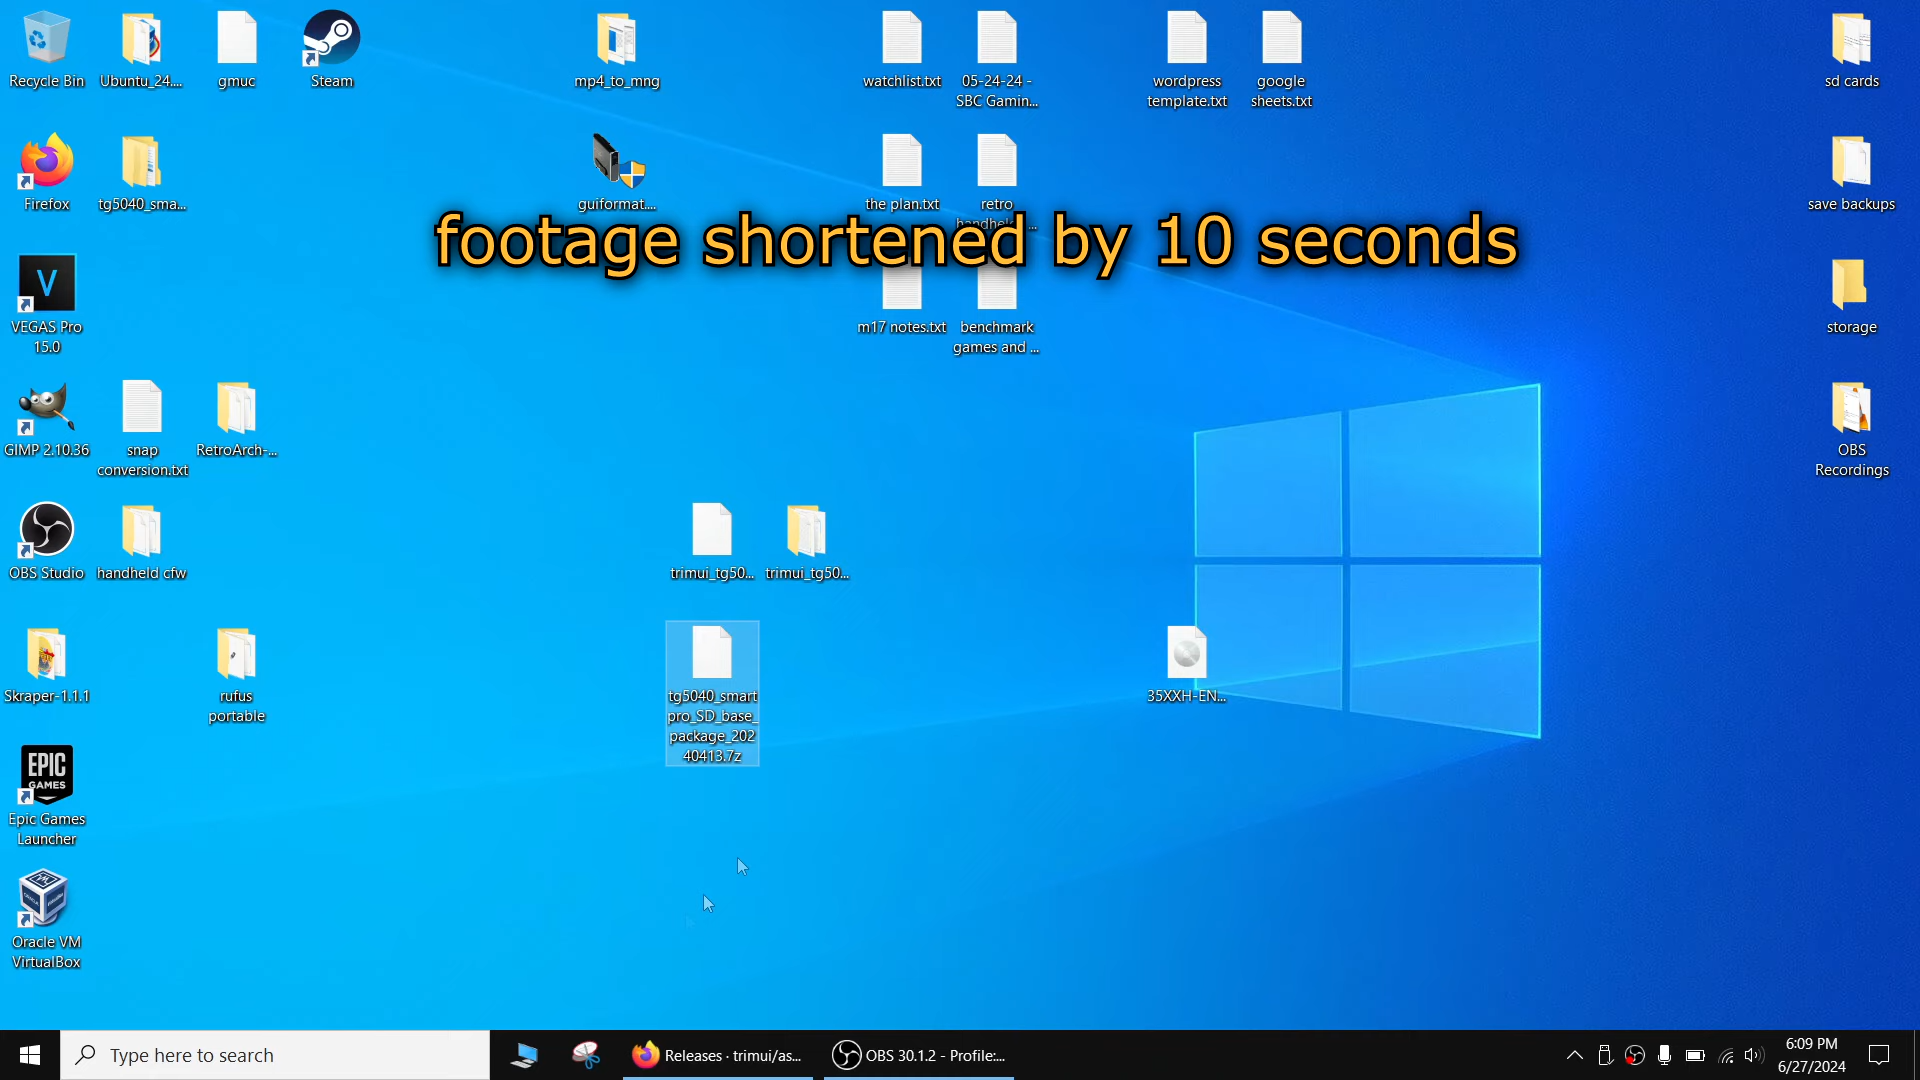 Recycle Bin
Ubuntu_24....
gmuc
Steam
mp4_to_mng
watchlist.txt
05-24-24 -
SBC Gamin...
wordpress
template.txt
google
sheets.txt
sd cards
Firefox
tg5040_sma...
guiformat....
the plan.txt
retro
save backups
footage shortened by 10 seconds
VEGAS Pro
15.0
m17 notes.txt
benchmark
games and ...
storage
GIMP 2.10.36
snap
conversion.txt
RetroArch-...
OBS
Recordings
OBS Studio
handheld cfw
trimui_tg50...
trimui_tg50...
Skraper-1.1.1
rufus
portable
tg5040_smart
pro_SD_base_
package_202
40413.7z
35XXH-EN...
EPIC
GAMES
Epic Games
Launcher
Oracle VM
VirtualBox
Type here to search
Releases · trimui/as...
OBS 30.1.2 - Profile:...
6:09 PM
6/27/2024